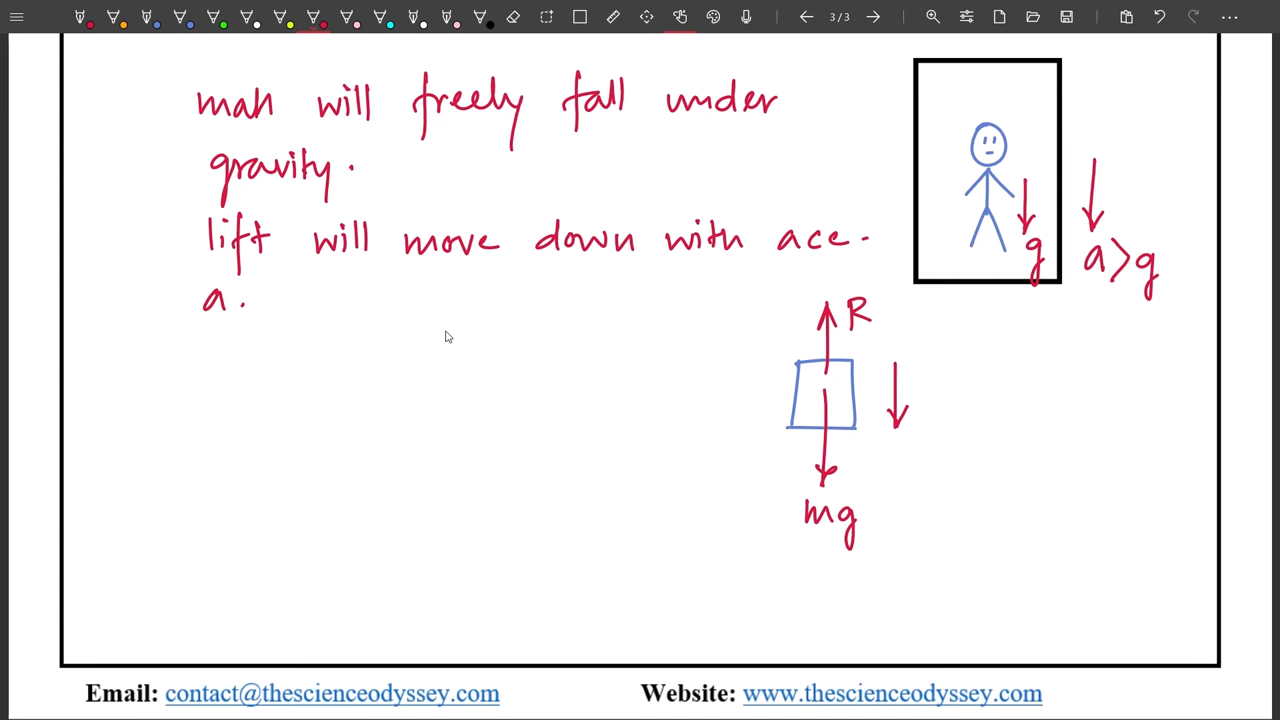 3/3
man will freely fall under
gravity.
lift will move down with acc.
a.
g
a>g
R
mg
Email: contact@thescienceodyssey.com Website: www.thescienceodyssey.com